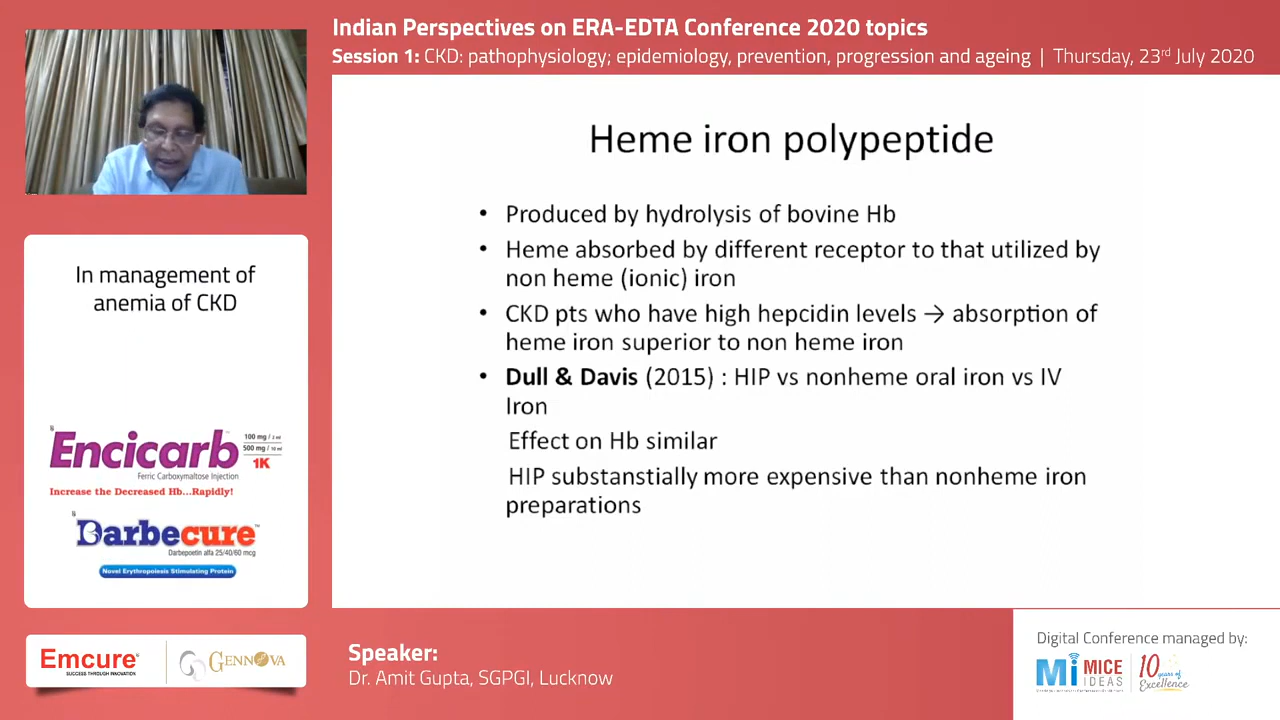 Indian Perspectives on ERA-EDTA Conference 2020 topics
Session 1: CKD: pathophysiology; epidemiology, prevention, progression and ageing | Thursday, 23rd July 2020
Heme iron polypeptide
• Produced by hydrolysis of bovine Hb
• Heme absorbed by different receptor to that utilized by
non heme (ionic) iron
• CKD pts who have high hepcidin levels → absorption of
heme iron superior to non heme iron
• Dull & Davis (2015) : HIP vs nonheme oral iron vs IV
Iron
Effect on Hb similar
HIP substanstially more expensive than nonheme iron
preparations
In management of
anemia of CKD
Encicarb
100 mg / 2 ml
500 mg / 10 ml
1K
Ferric Carboxymaltose Injection
Increase the Decreased Hb...Rapidly!
Darbecure™
Darbepoetin alfa 25/40/60 mcg
Novel Erythropoiesis Stimulating Protein
Emcure®
SUCCESS THROUGH INNOVATION
GENNOVA
Speaker:
Dr. Amit Gupta, SGPGI, Lucknow
Digital Conference managed by:
Mi MICE
IDEAS
10 years of
Excellence